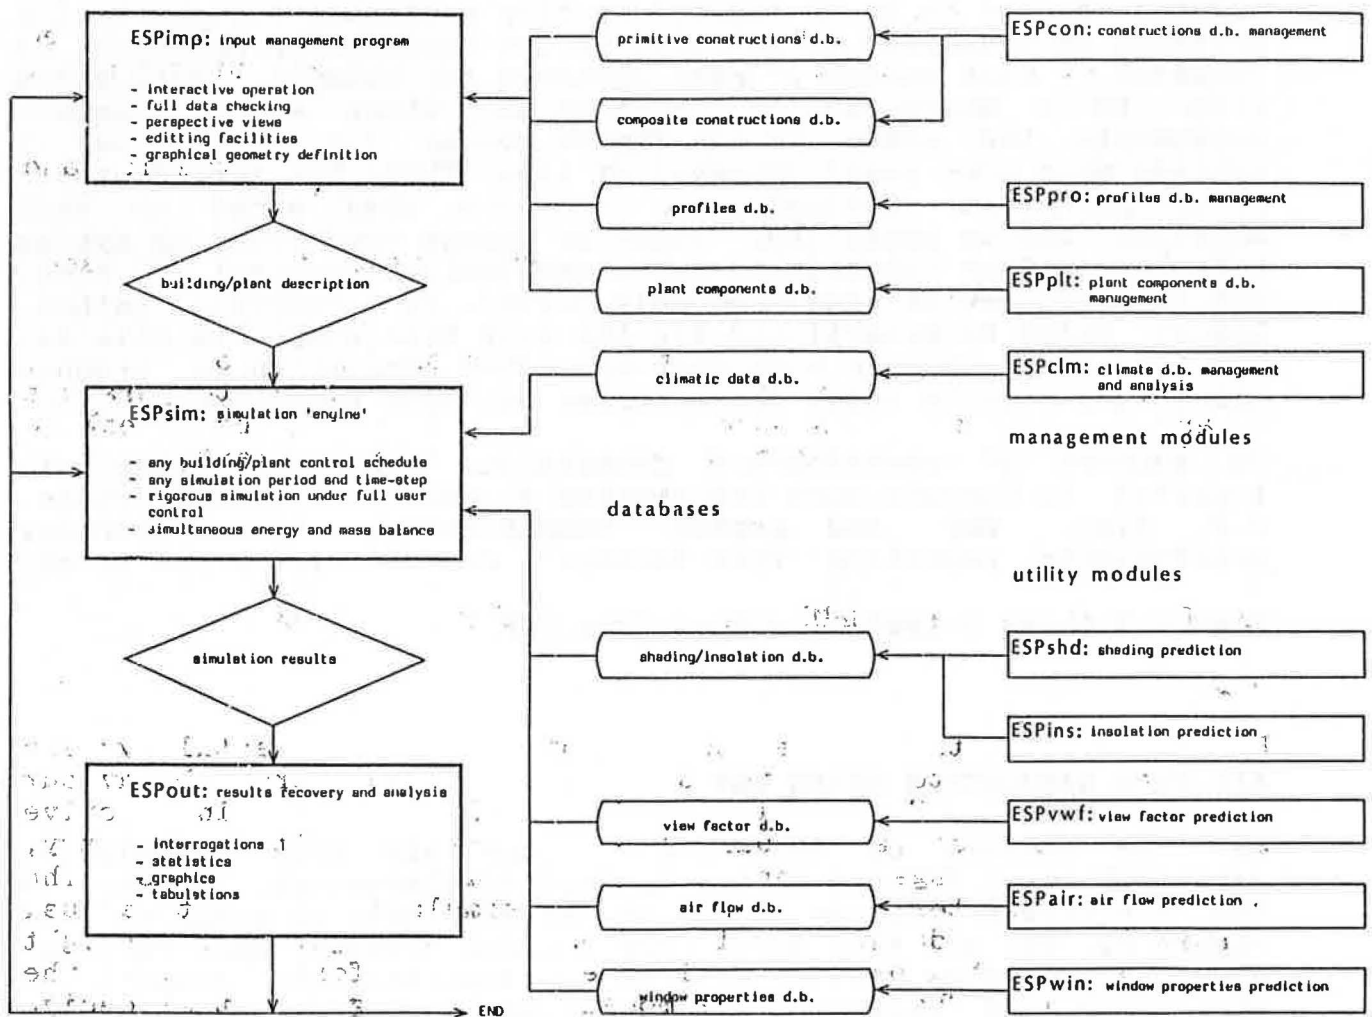 ESPimp: input management program
- interactive operation
- full data checking
- perspective views
- editting facilities
- graphical geometry definition
building/plant description
ESPsim: simulation 'engine'
- any building/plant control schedule
- any simulation period and time-step
- rigorous simulation under full user
control
- simultaneous energy and mass balance
simulation results
ESPout: results recovery and analysis
- interrogations
- statistics
- graphics
- tabulations
END
primitive constructions d.b.
composite constructions d.b.
profiles d.b.
plant components d.b.
climatic data d.b.
databases
shading/insolation d.b.
view factor d.b.
air flow d.b.
window properties d.b.
ESPcon: constructions d.b. management
ESPpro: profiles d.b. management
ESPplt: plant components d.b.
management
ESPclm: climate d.b. management
and analysis
management modules
utility modules
ESPshd: shading prediction
ESPins: insolation prediction
ESPvwf: view factor prediction
ESPair: air flow prediction
ESPwin: window properties prediction